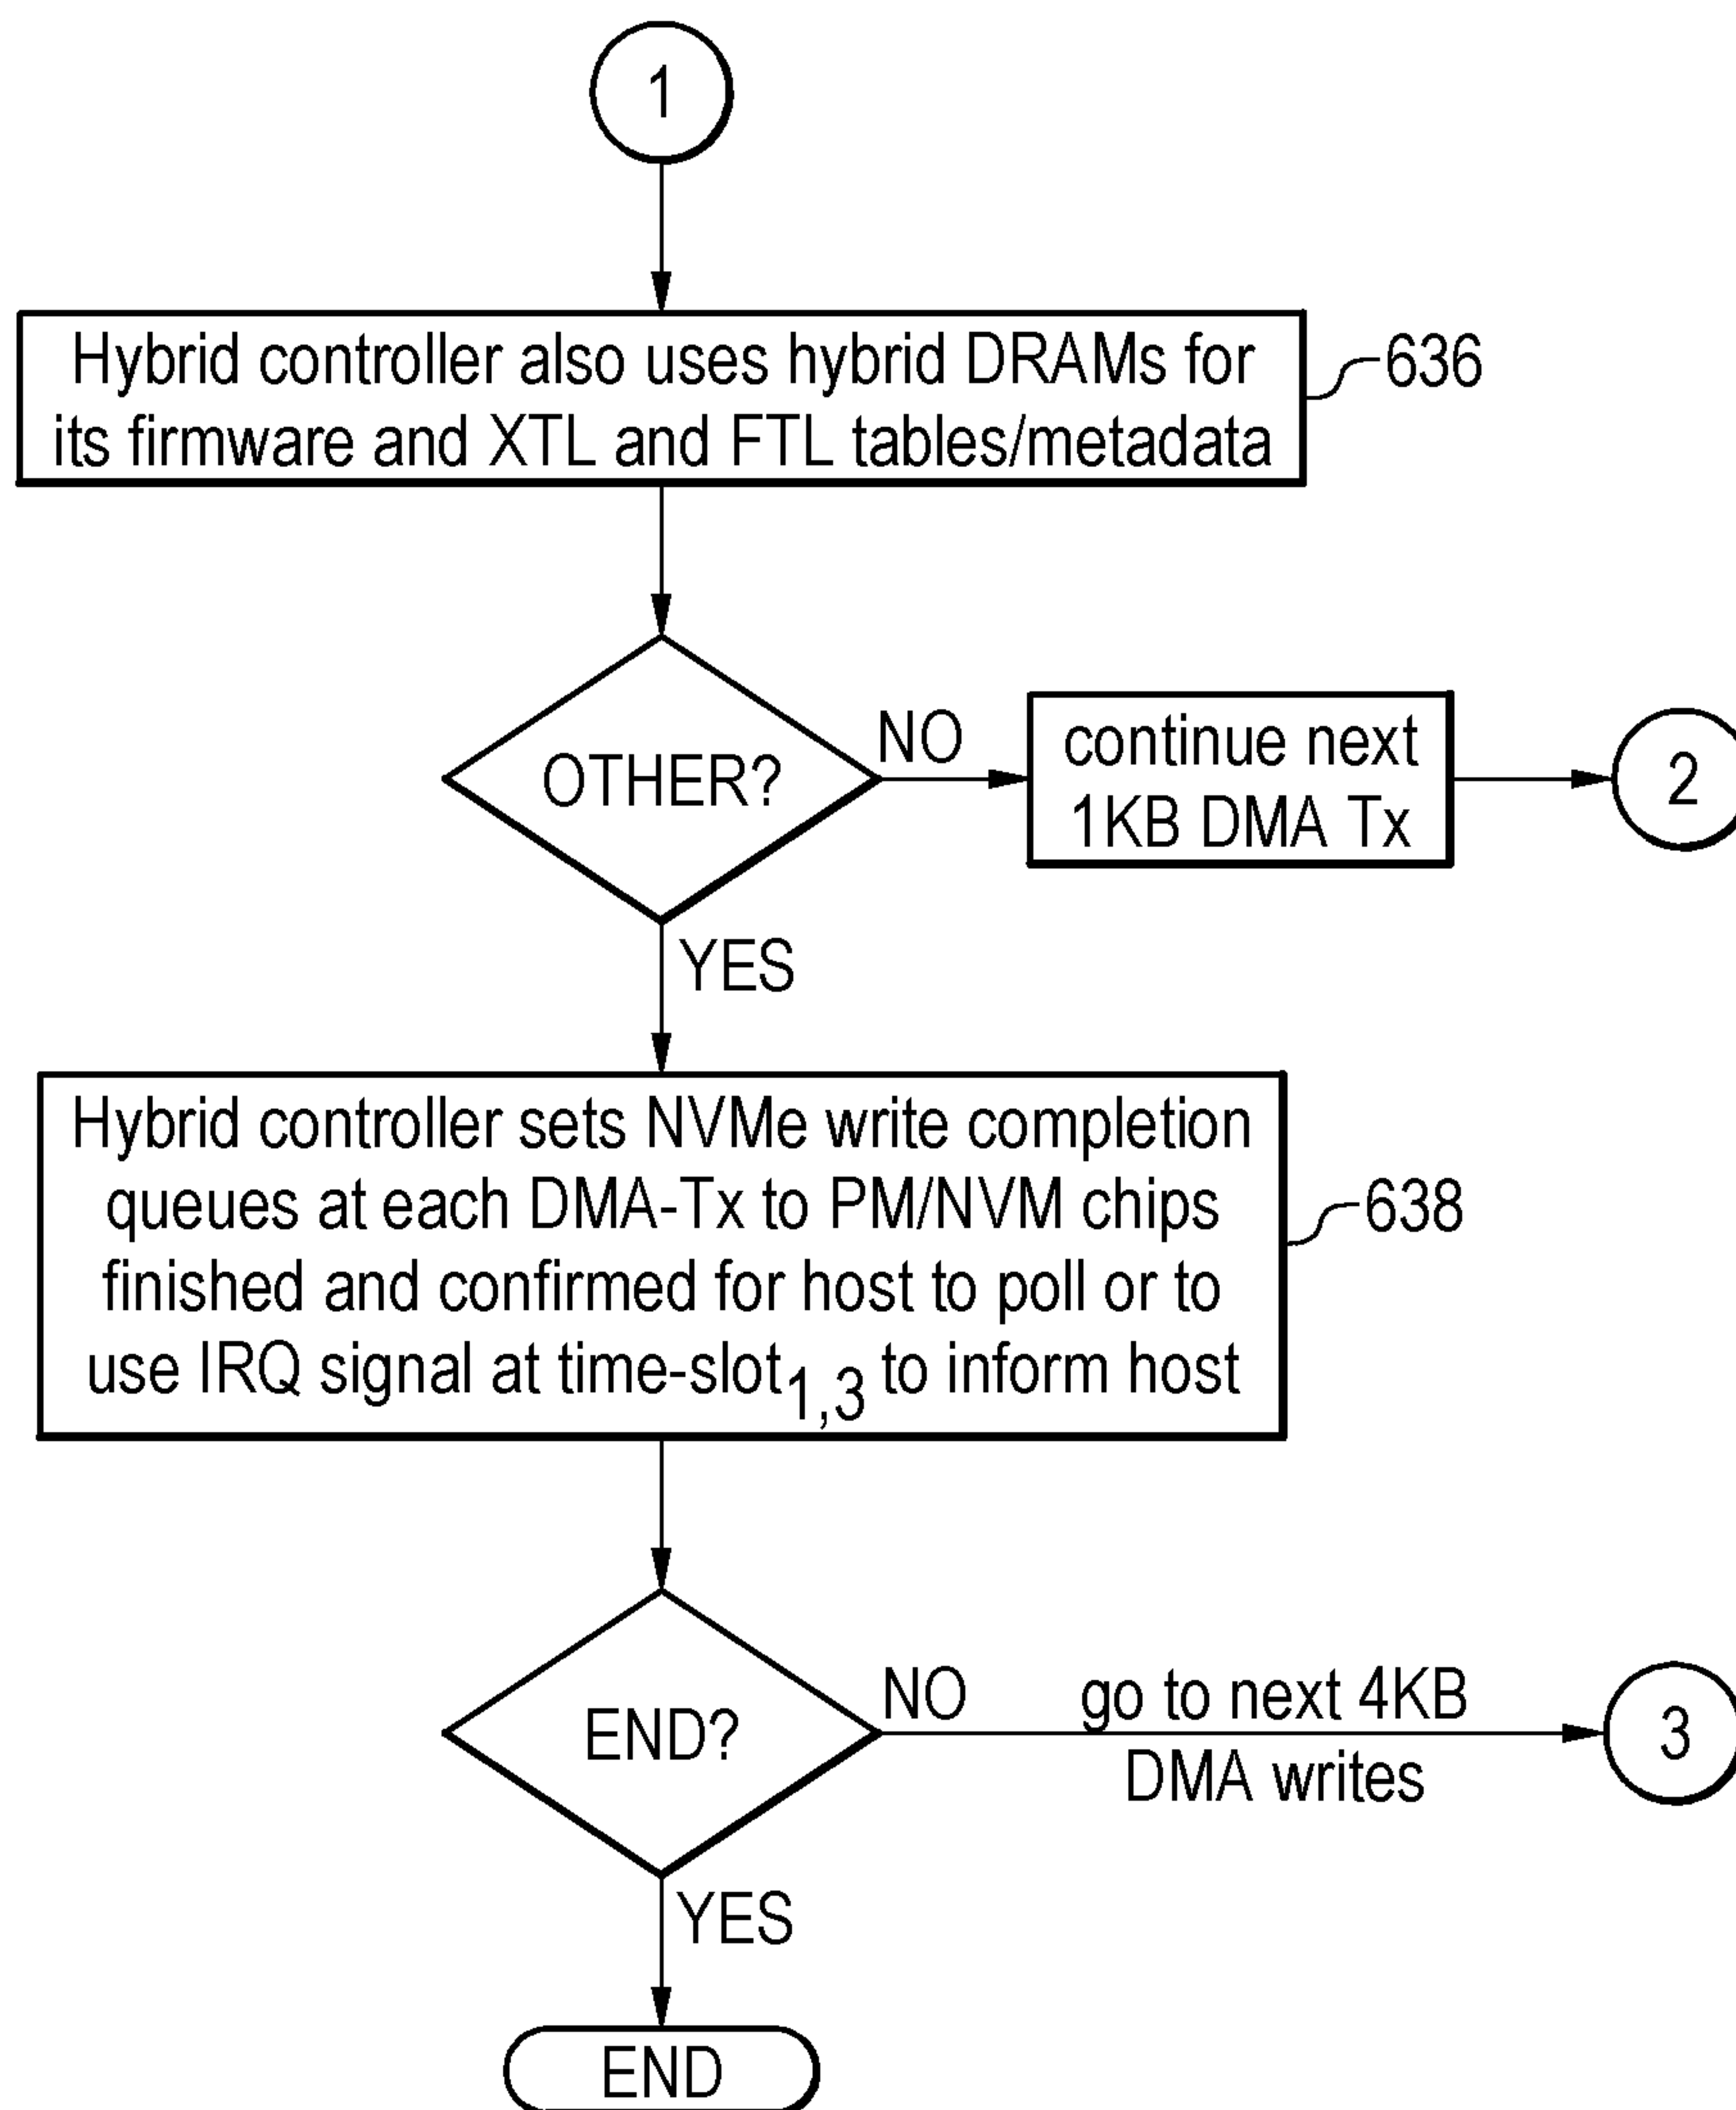 1
Hybrid controller also uses hybrid DRAMs for
its firmware and XTL and FTL tables/metadata
636
OTHER?
NO
continue next
1KB DMA Tx
2
YES
Hybrid controller sets NVMe write completion
queues at each DMA-Tx to PM/NVM chips
finished and confirmed for host to poll or to
use IRQ signal at time-slot1,3 to inform host
638
END?
NO
go to next 4KB
DMA writes
3
YES
END